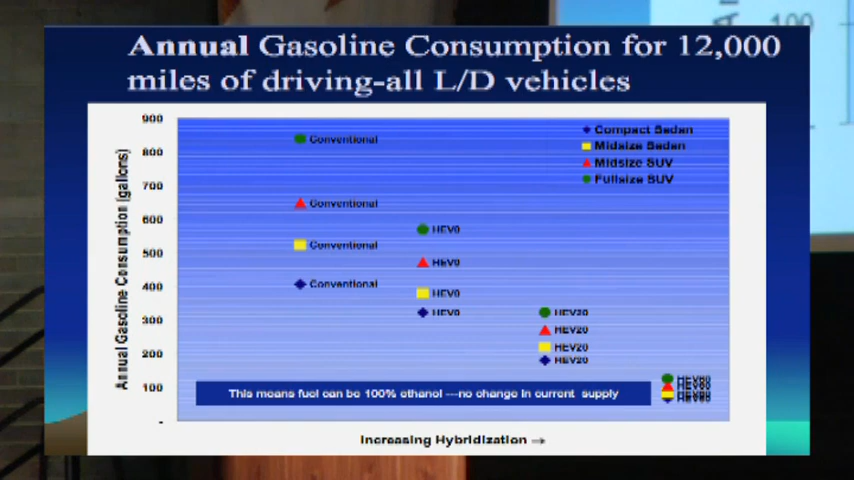 100
Annual Gasoline Consumption for 12,000
miles of driving-all L/D vehicles
Annual Gasoline Consumption (gallons)
900
800
700
600
500
400
300
200
100
-
Compact Sedan
Midsize Sedan
Midsize SUV
Fullsize SUV
Conventional
Conventional
Conventional
Conventional
HEV0
HEV0
HEV0
HEV0
HEV20
HEV20
HEV20
HEV20
This means fuel can be 100% ethanol ---no change in current supply
Increasing Hybridization →